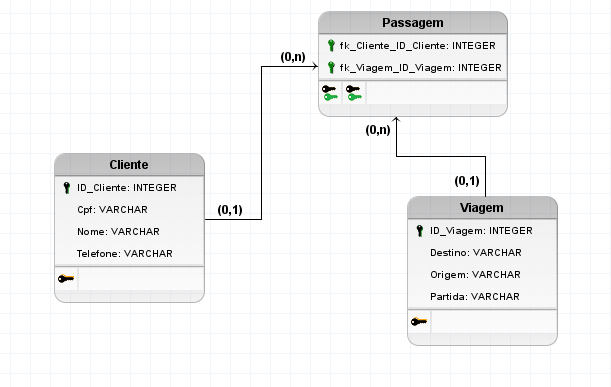 Passagem
fk_Cliente_ID_Cliente: INTEGER
fk_Viagem_ID_Viagem: INTEGER
(0,n)
(0,n)
Cliente
ID_Cliente: INTEGER
Cpf: VARCHAR
Nome: VARCHAR
Telefone: VARCHAR
(0,1)
(0,1)
Viagem
ID_Viagem: INTEGER
Destino: VARCHAR
Origem: VARCHAR
Partida: VARCHAR